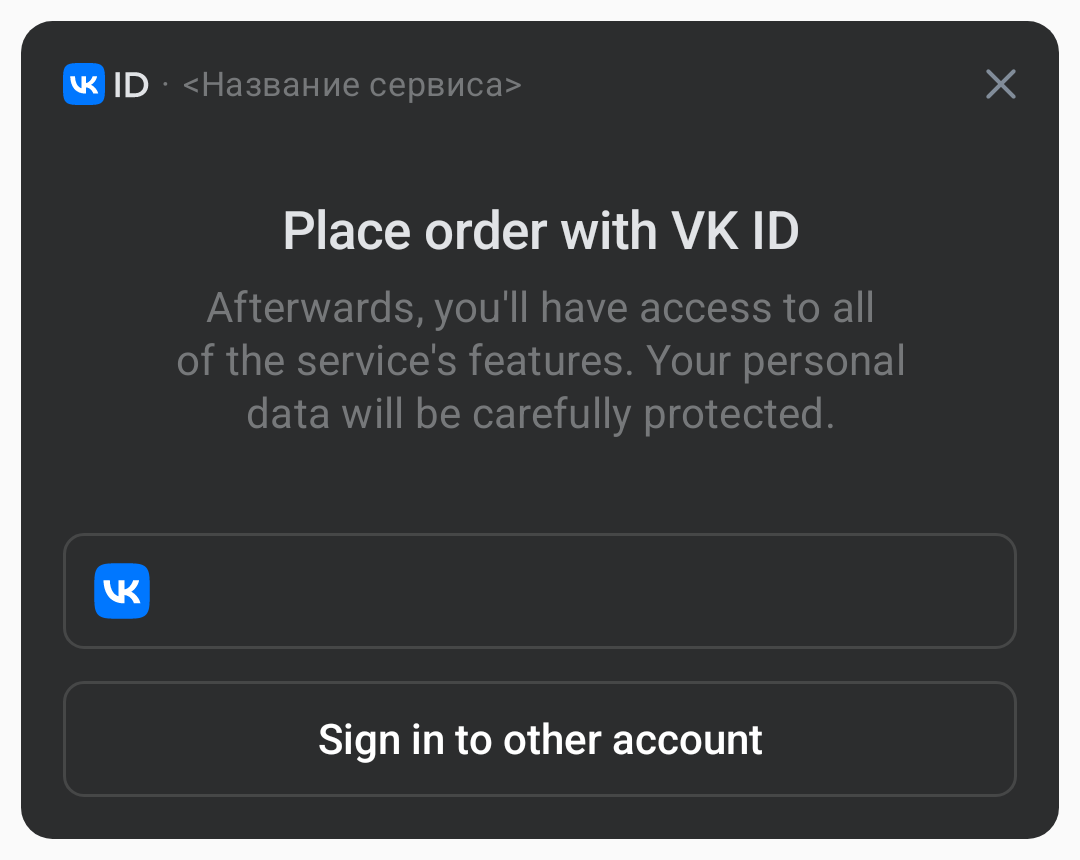 VK ID · <Название сервиса>
Place order with VK ID
Afterwards, you'll have access to all
of the service's features. Your personal
data will be carefully protected.
VK
Sign in to other account